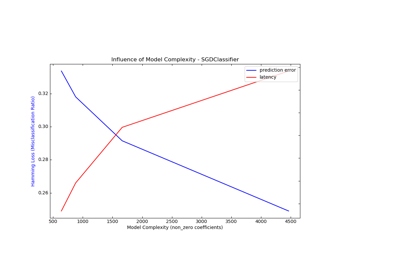 Influence of Model Complexity - SGDClassifier
prediction error
latency
Hamming Loss (Misclassification Ratio)
0.32
0.30
0.28
0.26
500 1000 1500 2000 2500 3000 3500 4000 4500
Model Complexity (non_zero coefficients)